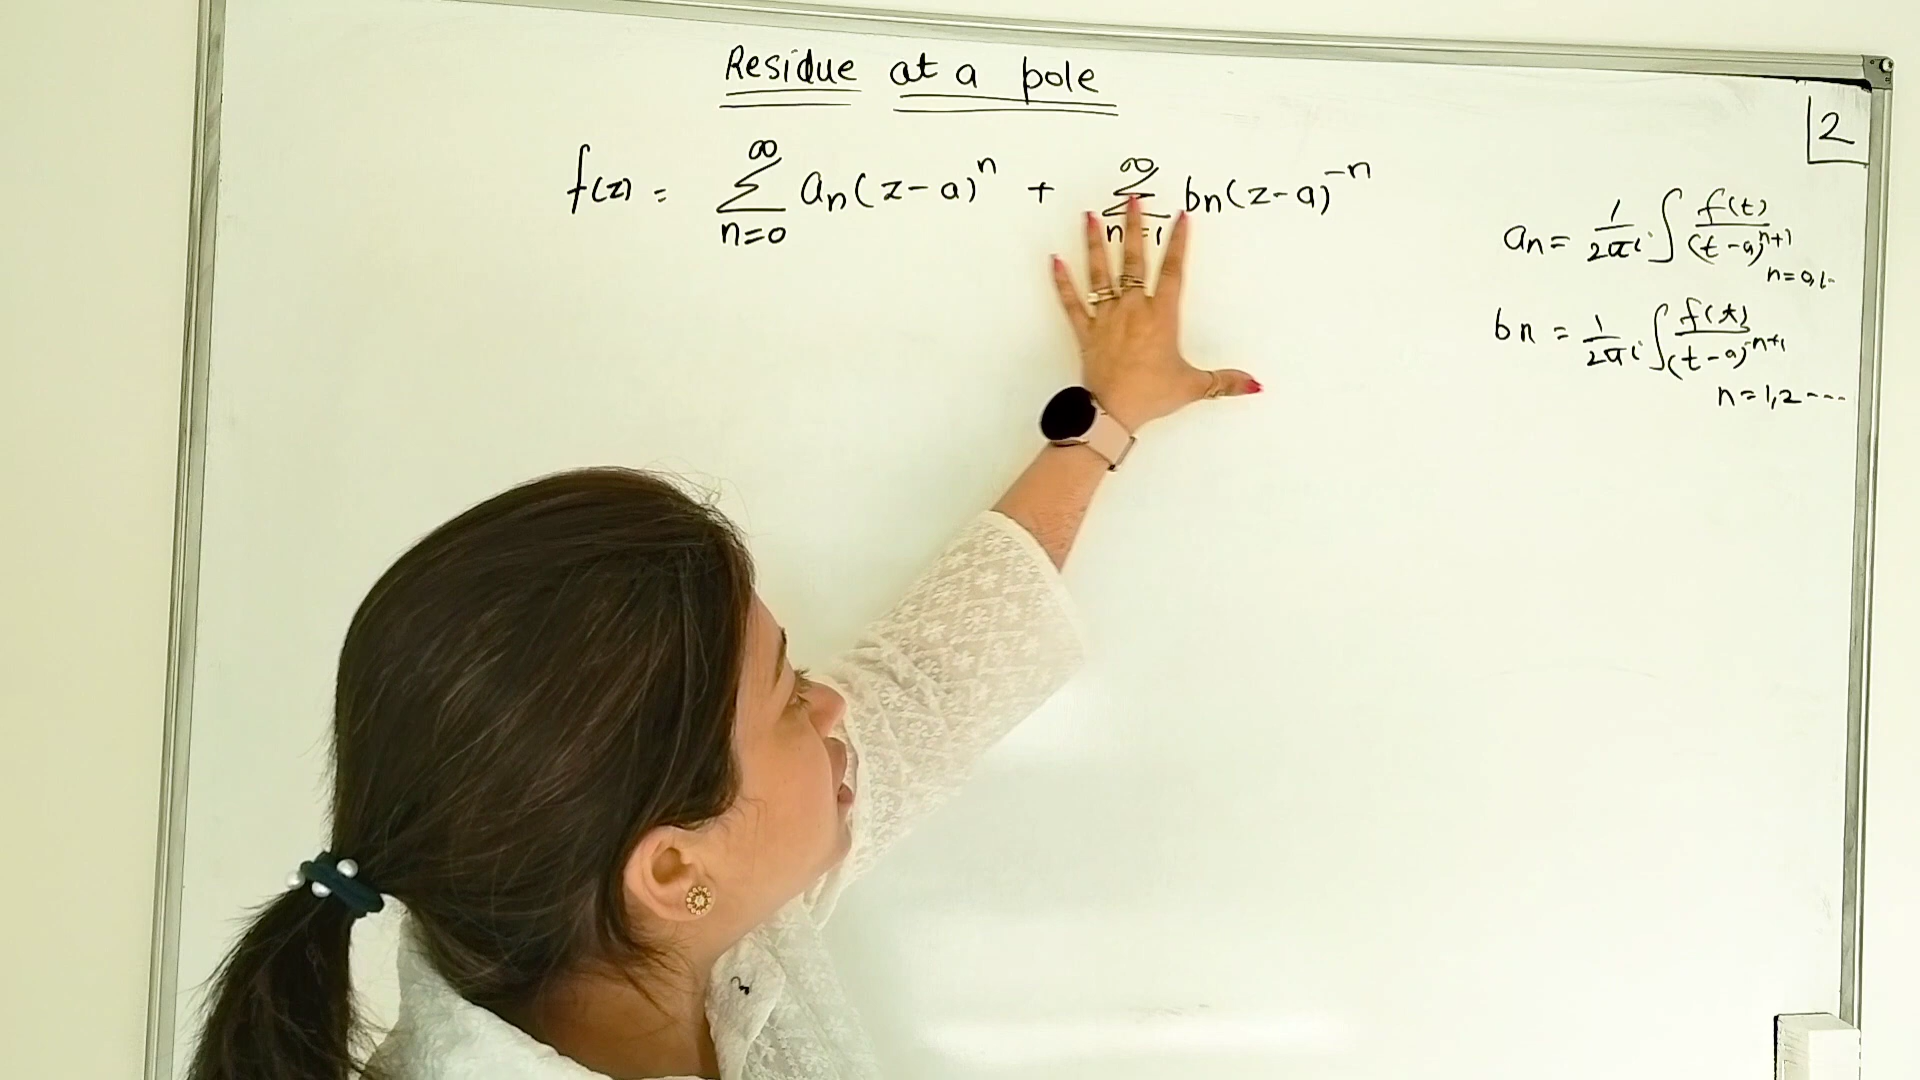 Residue at a pole
2
f(z) = ∞ Σ n=0 an(z-a)^n + ∞ Σ n=1 bn(z-a)^-n
an = 1/2πi ∫ f(t)/(t-a)^n+1
n=0,1--
bn = 1/2πi ∫ f(t)/(t-a)^-n+1
n=1,2----